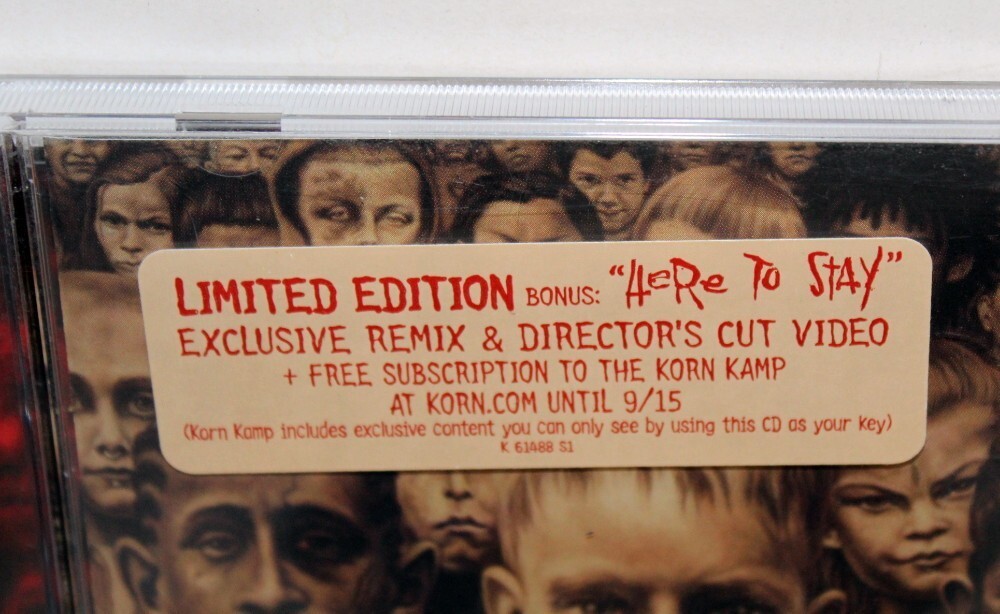 LIMITED EDITION BONUS: "HeRe To StAY"
EXCLUSIVE REMIX & DIRECTOR'S CUT VIDEO
+ FREE SUBSCRIPTION TO THE KORN KAMP
AT KORN.COM UNTIL 9/15
(Korn Kamp includes exclusive content you can only see by using this CD as your key)
K 61488 S1